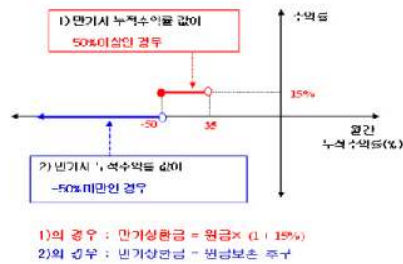 1) 만기시 누적수익률 값이
50%미상인 경우
수익률
15%
-50
35
월간
누적수익률(%)
2) 만기시 누적수익률 값이
-50%미만인 경우
1)의 경우 : 만기상환금 = 원금× (1+15%)
2)의 경우 : 만기상환금 = 원금보존 추구